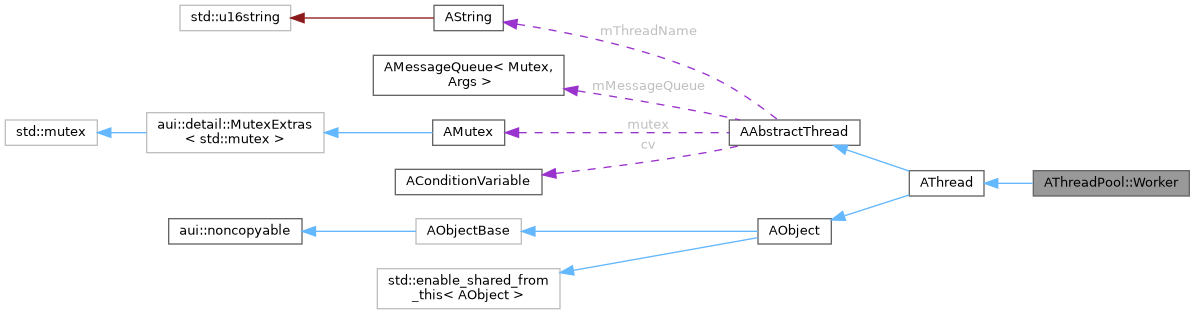 std::u16string
AString
mThreadName
AMessageQueue< Mutex,
Args >
mMessageQueue
std::mutex
aui::detail::MutexExtras
< std::mutex >
AMutex
mutex
cv
AAbstractThread
AConditionVariable
AThread
AThreadPool::Worker
aui::noncopyable
AObjectBase
AObject
std::enable_shared_from
_this< AObject >